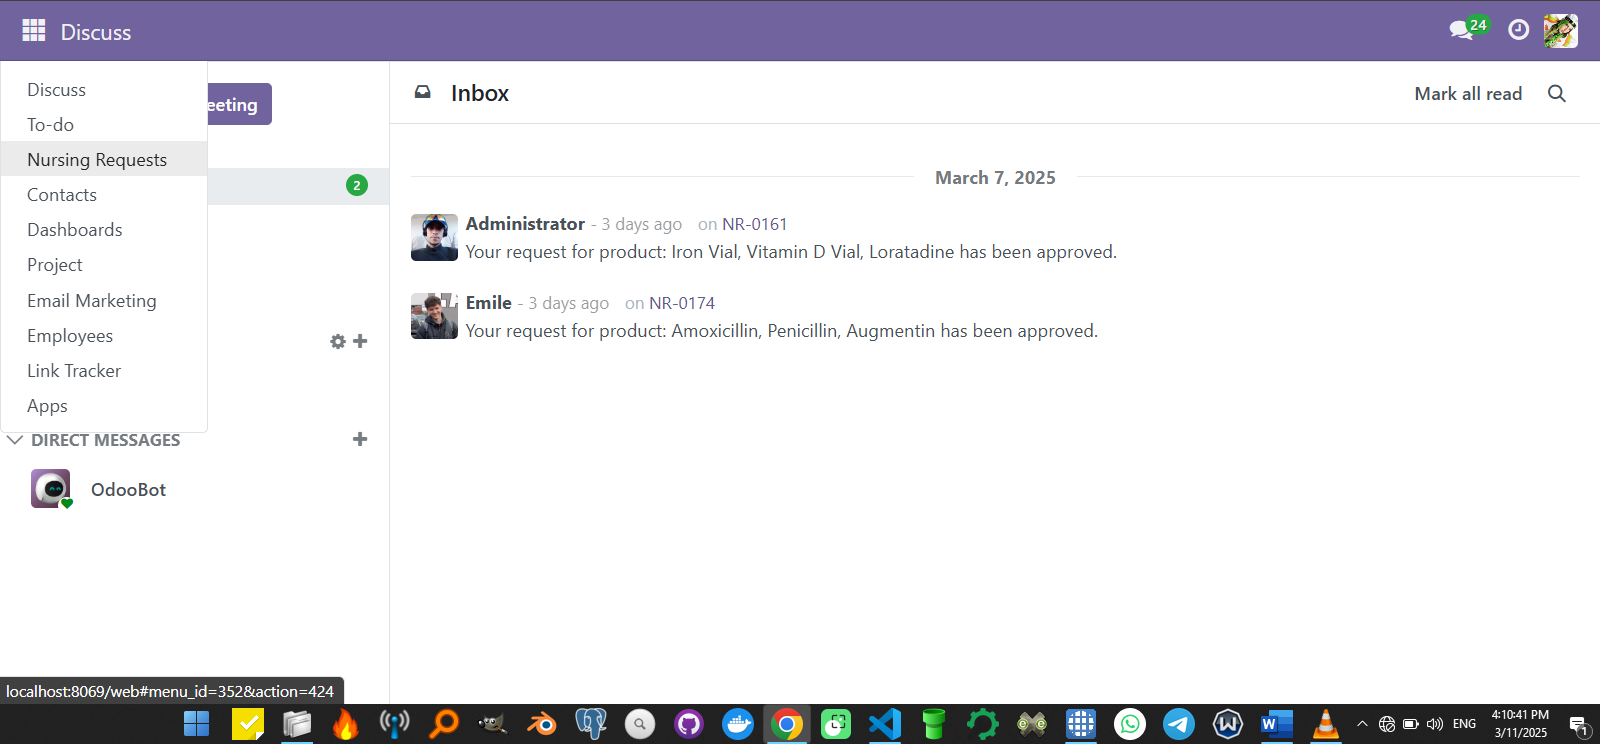 Discuss
24
Discuss
To-do
Nursing Requests
Contacts
Dashboards
Project
Email Marketing
Employees
Link Tracker
Apps
eeting
2
DIRECT MESSAGES
OdooBot
Inbox
Mark all read
March 7, 2025
Administrator - 3 days ago on NR-0161
Your request for product: Iron Vial, Vitamin D Vial, Loratadine has been approved.
Emile - 3 days ago on NR-0174
Your request for product: Amoxicillin, Penicillin, Augmentin has been approved.
localhost:8069/web#menu_id=352&action=424
ENG
4:10:41 PM
3/11/2025
1